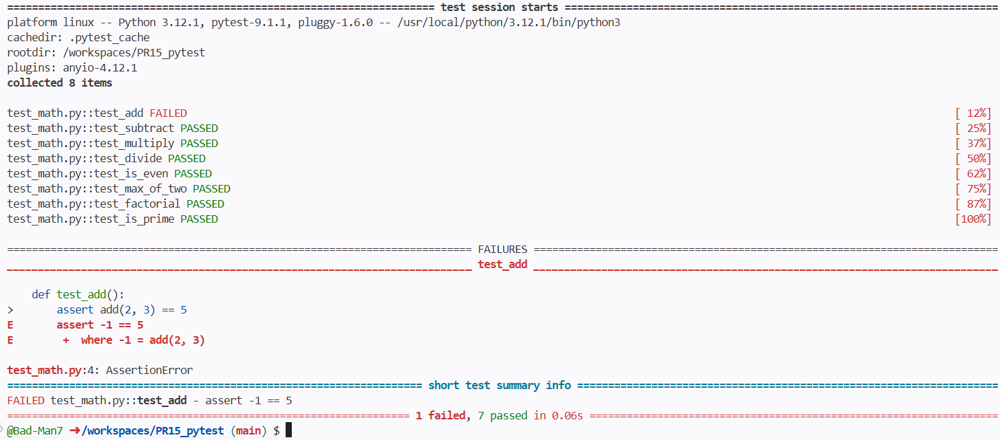 ============================= test session starts =============================
platform linux -- Python 3.12.1, pytest-9.1.1, pluggy-1.6.0 -- /usr/local/python/3.12.1/bin/python3
cachedir: .pytest_cache
rootdir: /workspaces/PR15_pytest
plugins: anyio-4.12.1
collected 8 items
test_math.py::test_add FAILED [ 12%]
test_math.py::test_subtract PASSED [ 25%]
test_math.py::test_multiply PASSED [ 37%]
test_math.py::test_divide PASSED [ 50%]
test_math.py::test_is_even PASSED [ 62%]
test_math.py::test_max_of_two PASSED [ 75%]
test_math.py::test_factorial PASSED [ 87%]
test_math.py::test_is_prime PASSED [100%]
============================= FAILURES =============================
_____________________________ test_add _____________________________
    def test_add():
>       assert add(2, 3) == 5
E       assert -1 == 5
E        +  where -1 = add(2, 3)
test_math.py:4: AssertionError
============================= short test summary info =============================
FAILED test_math.py::test_add - assert -1 == 5
============================= 1 failed, 7 passed in 0.06s =============================
@Bad-Man7 ➜ /workspaces/PR15_pytest (main) $